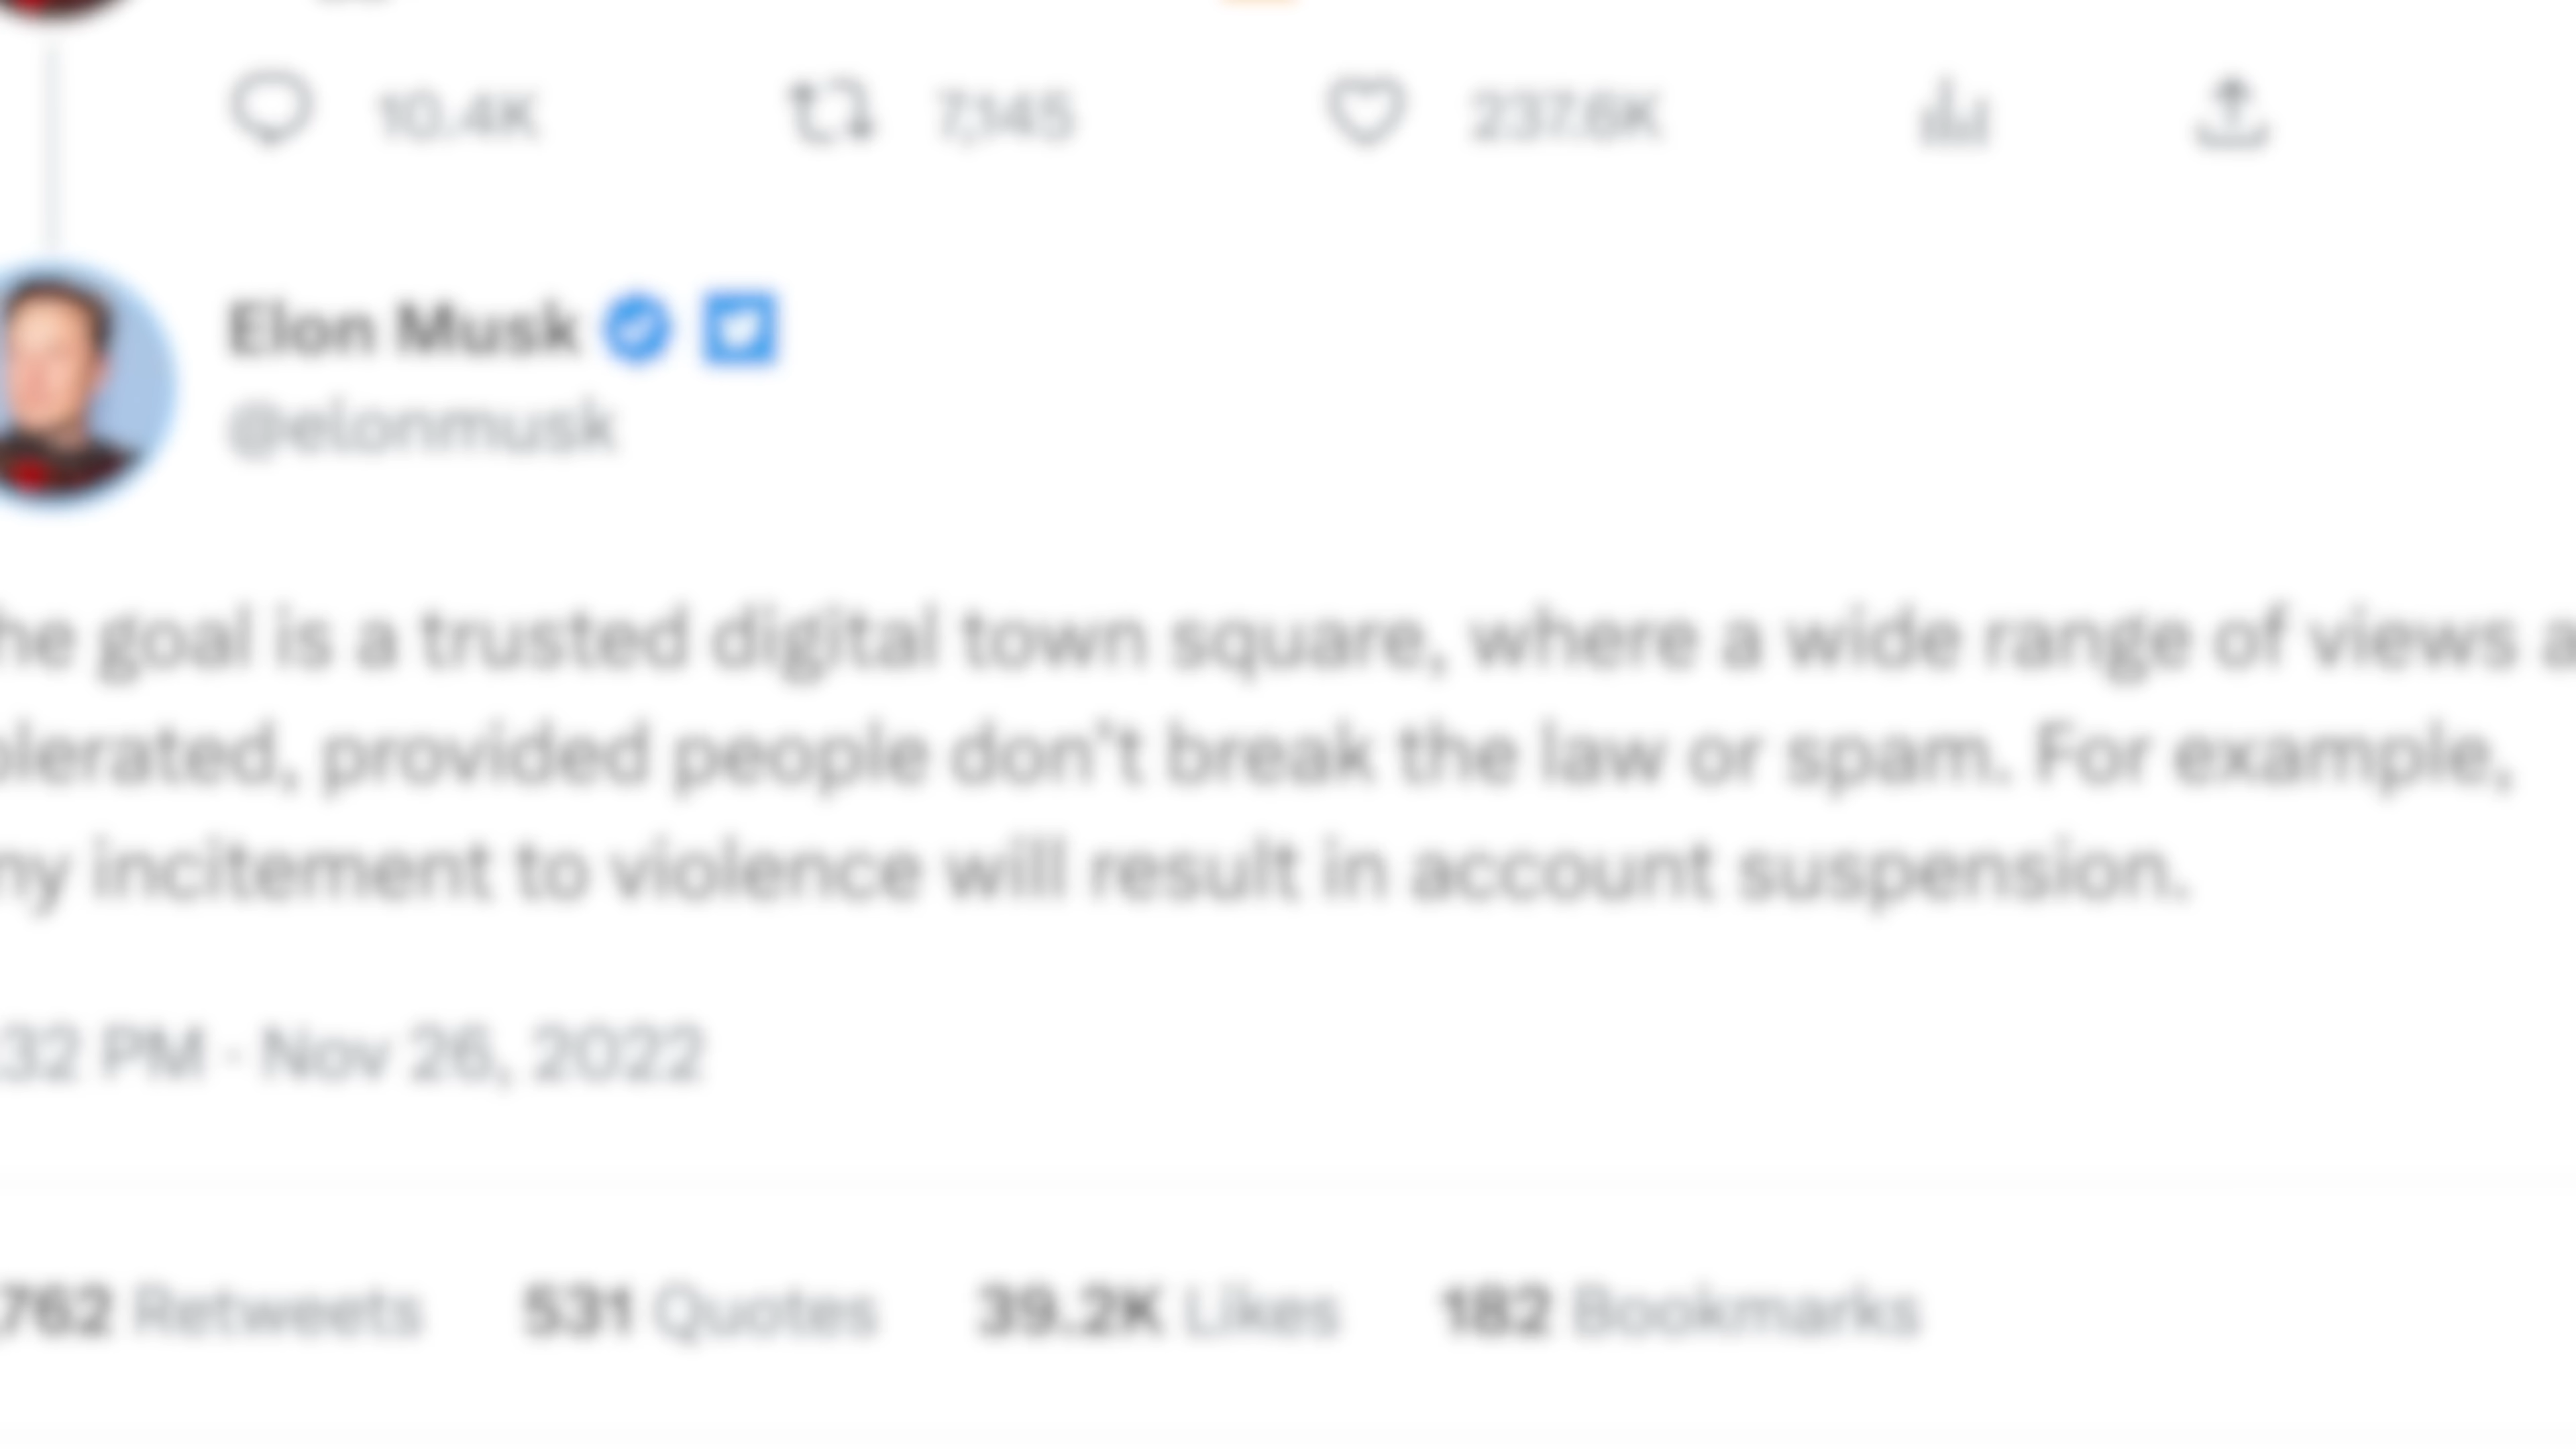 10.4K 7,145 237.6K
Elon Musk
@elonmusk
he goal is a trusted digital town square, where a wide range of views a
olerated, provided people don't break the law or spam. For example,
ny incitement to violence will result in account suspension.
:32 PM · Nov 26, 2022
,762 Retweets 531 Quotes 39.2K Likes 182 Bookmarks